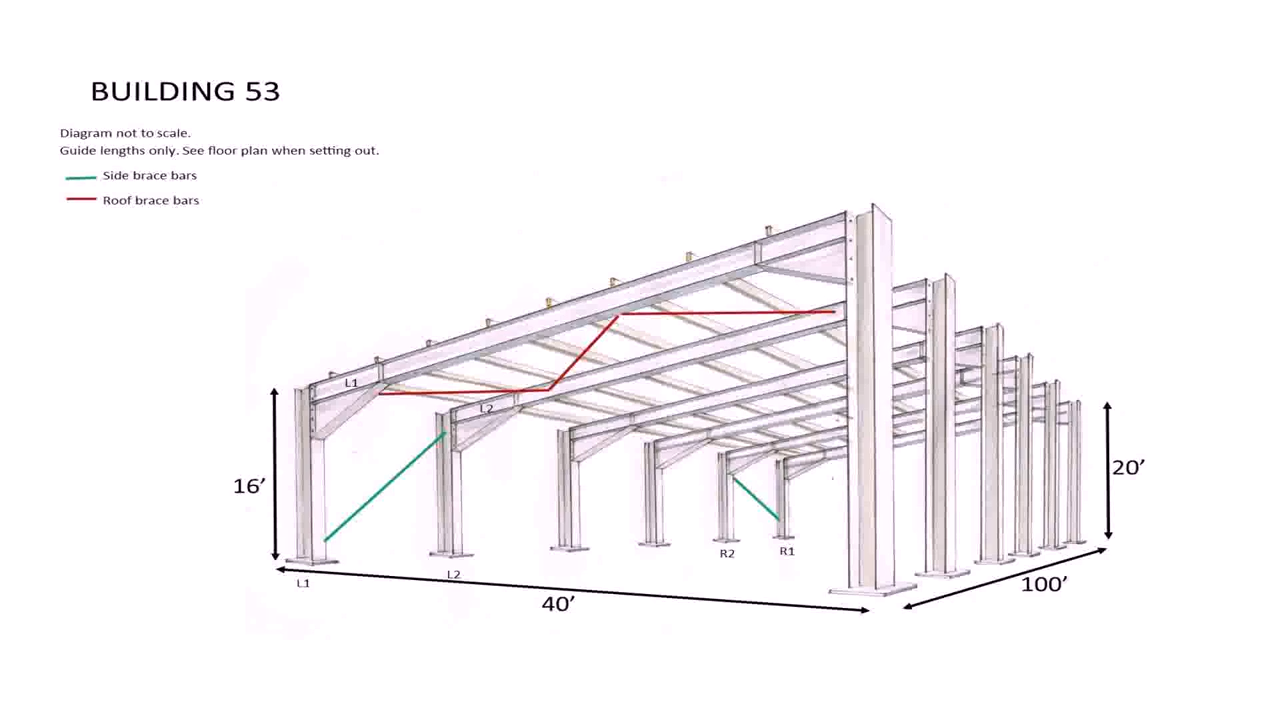 BUILDING 53
Diagram not to scale.
Guide lengths only. See floor plan when setting out.
Side brace bars
Roof brace bars
L1
L2
16’
20’
R2
R1
L1
L2
40’
100’